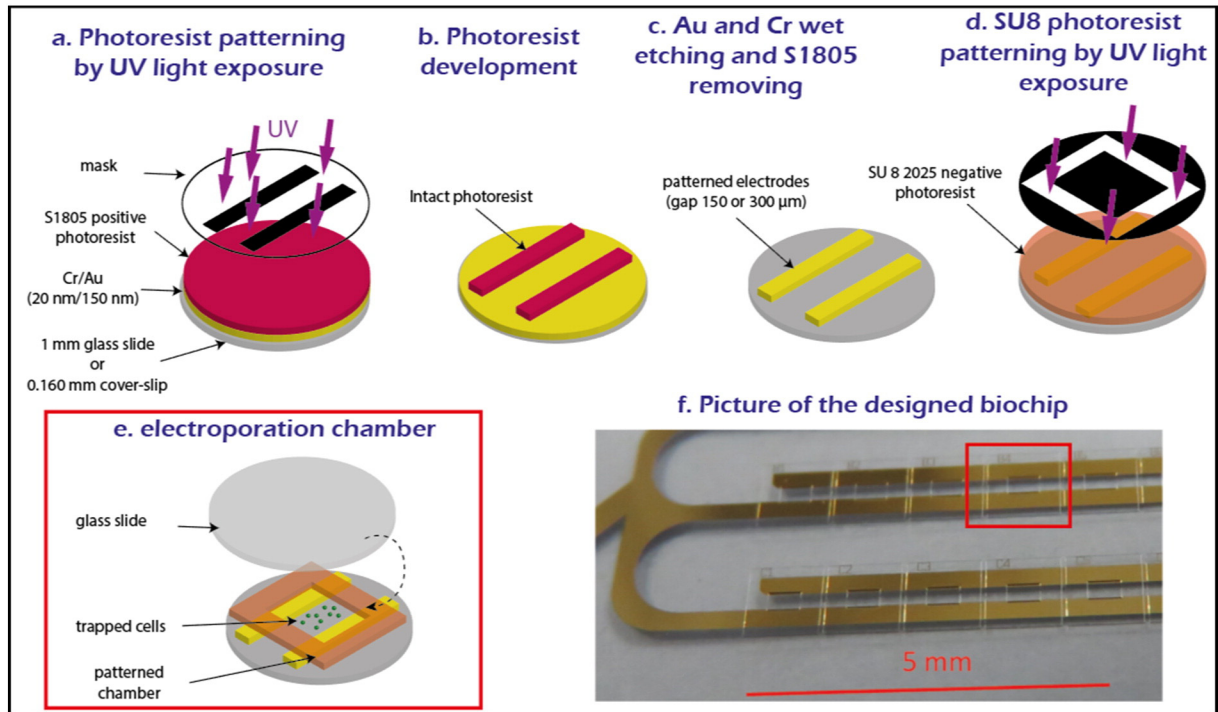 a. Photoresist patterning
by UV light exposure
b. Photoresist
development
c. Au and Cr wet
etching and S1805
removing
d. SU8 photoresist
patterning by UV light
exposure
UV
mask
S1805 positive
photoresist
Cr/Au
(20 nm/150 nm)
1 mm glass slide
or
0.160 mm cover-slip
Intact photoresist
patterned electrodes
(gap 150 or 300 µm)
SU 8 2025 negative
photoresist
e. electroporation chamber
glass slide
trapped cells
patterned
chamber
f. Picture of the designed biochip
5 mm